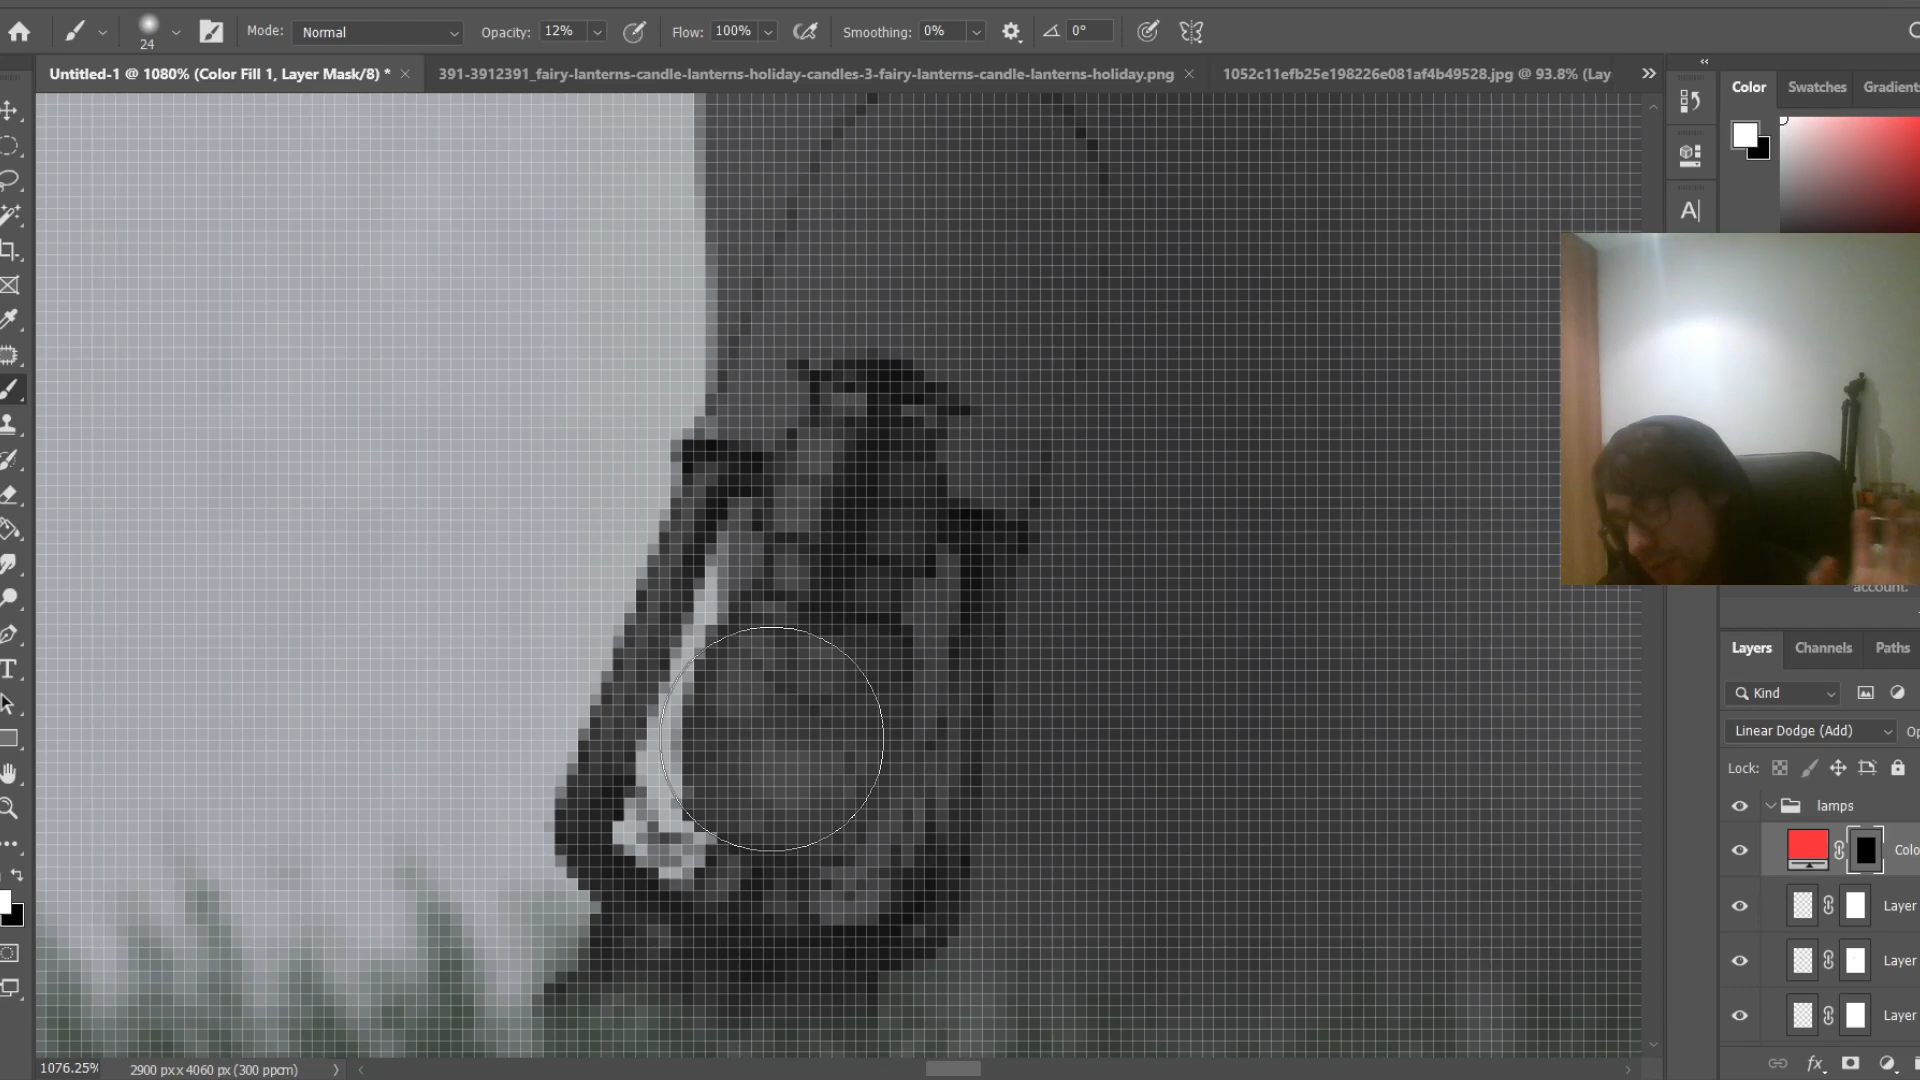 24
Mode: Normal Opacity: 12% Flow: 100% Smoothing: 0% 0°
Untitled-1 @ 1080% (Color Fill 1, Layer Mask/8) *
391-3912391_fairy-lanterns-candle-lanterns-holiday-candles-3-fairy-lanterns-candle-lanterns-holiday.png
1052c11efb25e198226e081af4b49528.jpg @ 93.8% (Lay
Color Swatches Gradient
A|
T
account.
Layers Channels Paths
Kind
Linear Dodge (Add) Op
Lock:
lamps
Colo
Layer
Layer
Layer
fx
1076.25% 2900 px x 4060 px (300 ppcm)